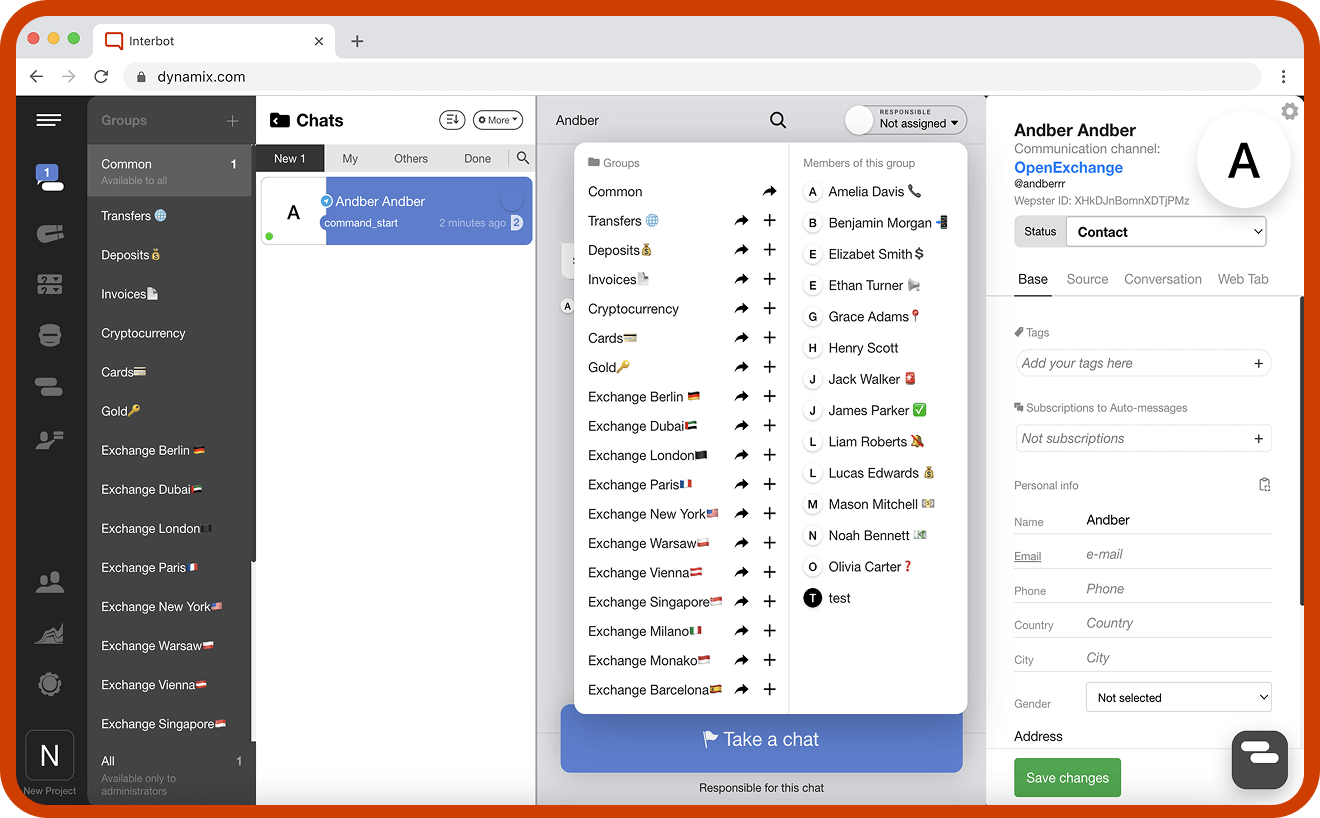 Interbot
dynamix.com
Groups
Common 1
Available to all
Transfers 🌐
Deposits💰
Invoices
Cryptocurrency
Cards💳
Gold🔑
Exchange Berlin 🇩🇪
Exchange Dubai🇦🇪
Exchange London🏴
Exchange Paris 🇫🇷
Exchange New York🇺🇸
Exchange Warsaw🇵🇱
Exchange Vienna🇦🇹
Exchange Singapore🇸🇬
All 1
Available only to
administrators
N
New Project
Chats
More
New 1 My Others Done
A
Andber Andber
command_start 2 minutes ago 2
Andber
RESPONSIBLE
Not assigned
Groups
Common
Transfers 🌐
Deposits💰
Invoices
Cryptocurrency
Cards💳
Gold🔑
Exchange Berlin 🇩🇪
Exchange Dubai🇦🇪
Exchange London🏴
Exchange Paris🇫🇷
Exchange New York🇺🇸
Exchange Warsaw🇵🇱
Exchange Vienna🇦🇹
Exchange Singapore🇸🇬
Exchange Milano🇮🇹
Exchange Monako🇲🇨
Exchange Barcelona🇪🇸
Members of this group
A Amelia Davis 📞
B Benjamin Morgan 📲
E Elizabet Smith💲
E Ethan Turner 📢
G Grace Adams📍
H Henry Scott
J Jack Walker 🚨
J James Parker ✅
L Liam Roberts 🔕
L Lucas Edwards 💰
M Mason Mitchell 💴
N Noah Bennett 💵
O Olivia Carter❓
T test
A
Take a chat
Responsible for this chat
Andber Andber
Communication channel:
OpenExchange
@andberrr
Wepster ID: XHkDJnBomnXDTjPMz
A
Status Contact
Base Source Conversation Web Tab
Tags
Add your tags here +
Subscriptions to Auto-messages
Not subscriptions +
Personal info
Name Andber
Email e-mail
Phone Phone
Country Country
City City
Gender Not selected
Address
Save changes